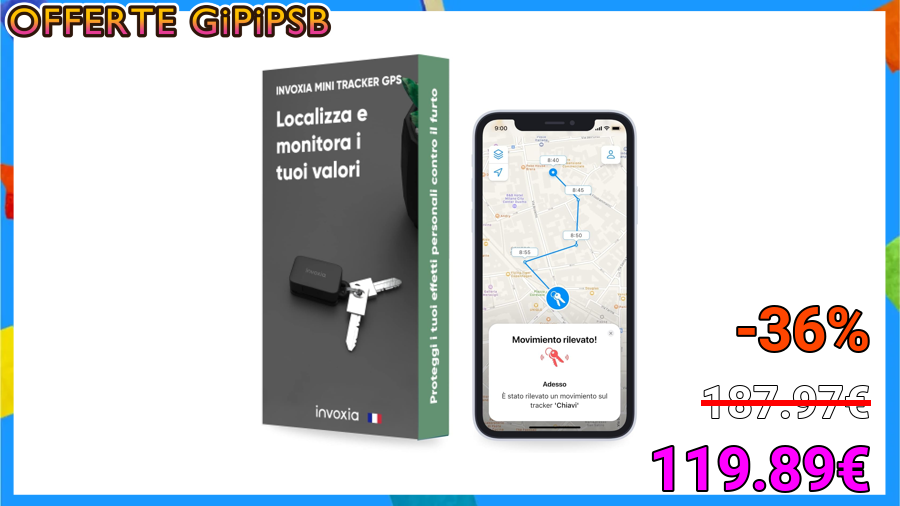 OFFERTE GiPiPSB
INVOXIA MINI TRACKER GPS
Localizza e
monitora i
tuoi valori
invoxia
Proteggi i tuoi effetti personali contro il furto
9:00
8:40
8:45
8:50
8:55
Movimiento rilevato!
Adesso
È stato rilevato un movimiento sul
tracker 'Chiavi'
-36%
187.97€
119.89€